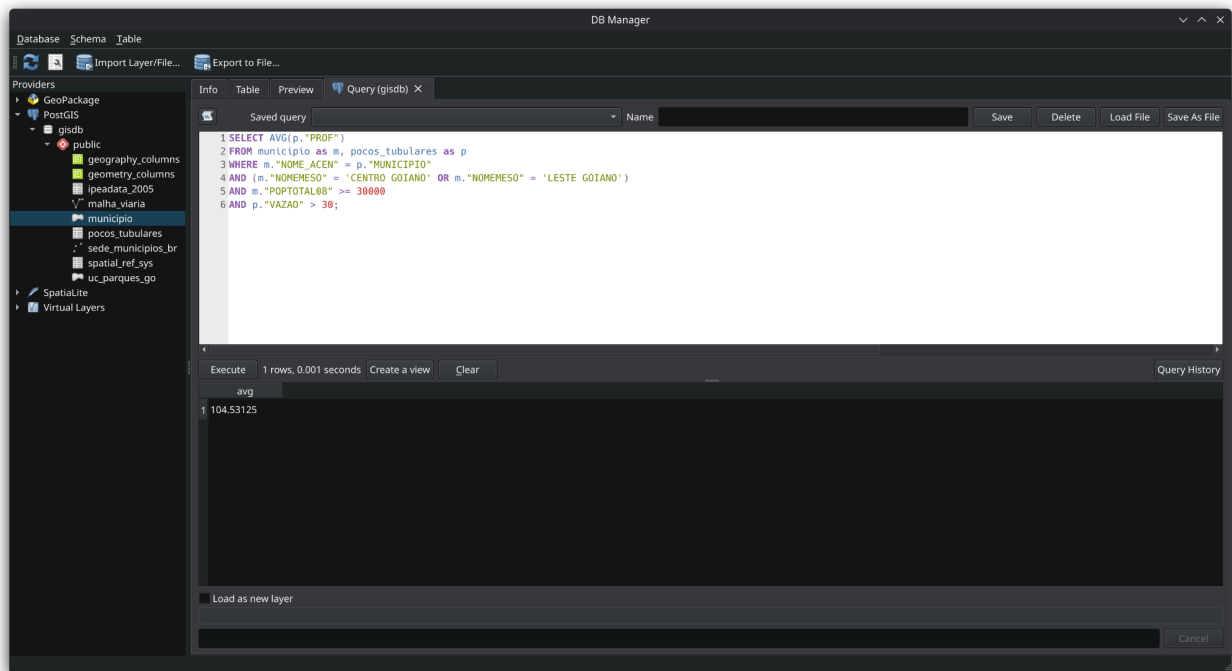 DB Manager
Database Schema Table
Import Layer/File... Export to File...
Providers
GeoPackage
PostGIS
gisdb
public
geography_columns
geometry_columns
ipeadata_2005
malha_viaria
municipio
pocos_tubulares
sede_municipios_br
spatial_ref_sys
uc_parques_go
SpatiaLite
Virtual Layers
Info Table Preview Query (gisdb)
Saved query Name Save Delete Load File Save As File
1 SELECT AVG(p."PROF")
2 FROM municipio as m, pocos_tubulares as p
3 WHERE m."NOME_ACEN" = p."MUNICIPIO"
4 AND (m."NOMEMESO" = 'CENTRO GOIANO' OR m."NOMEMESO" = 'LESTE GOIANO')
5 AND m."POPTOTAL08" >= 30000
6 AND p."VAZAO" > 30;
Execute 1 rows, 0.001 seconds Create a view Clear Query History
avg
1 104.53125
Load as new layer
Cancel